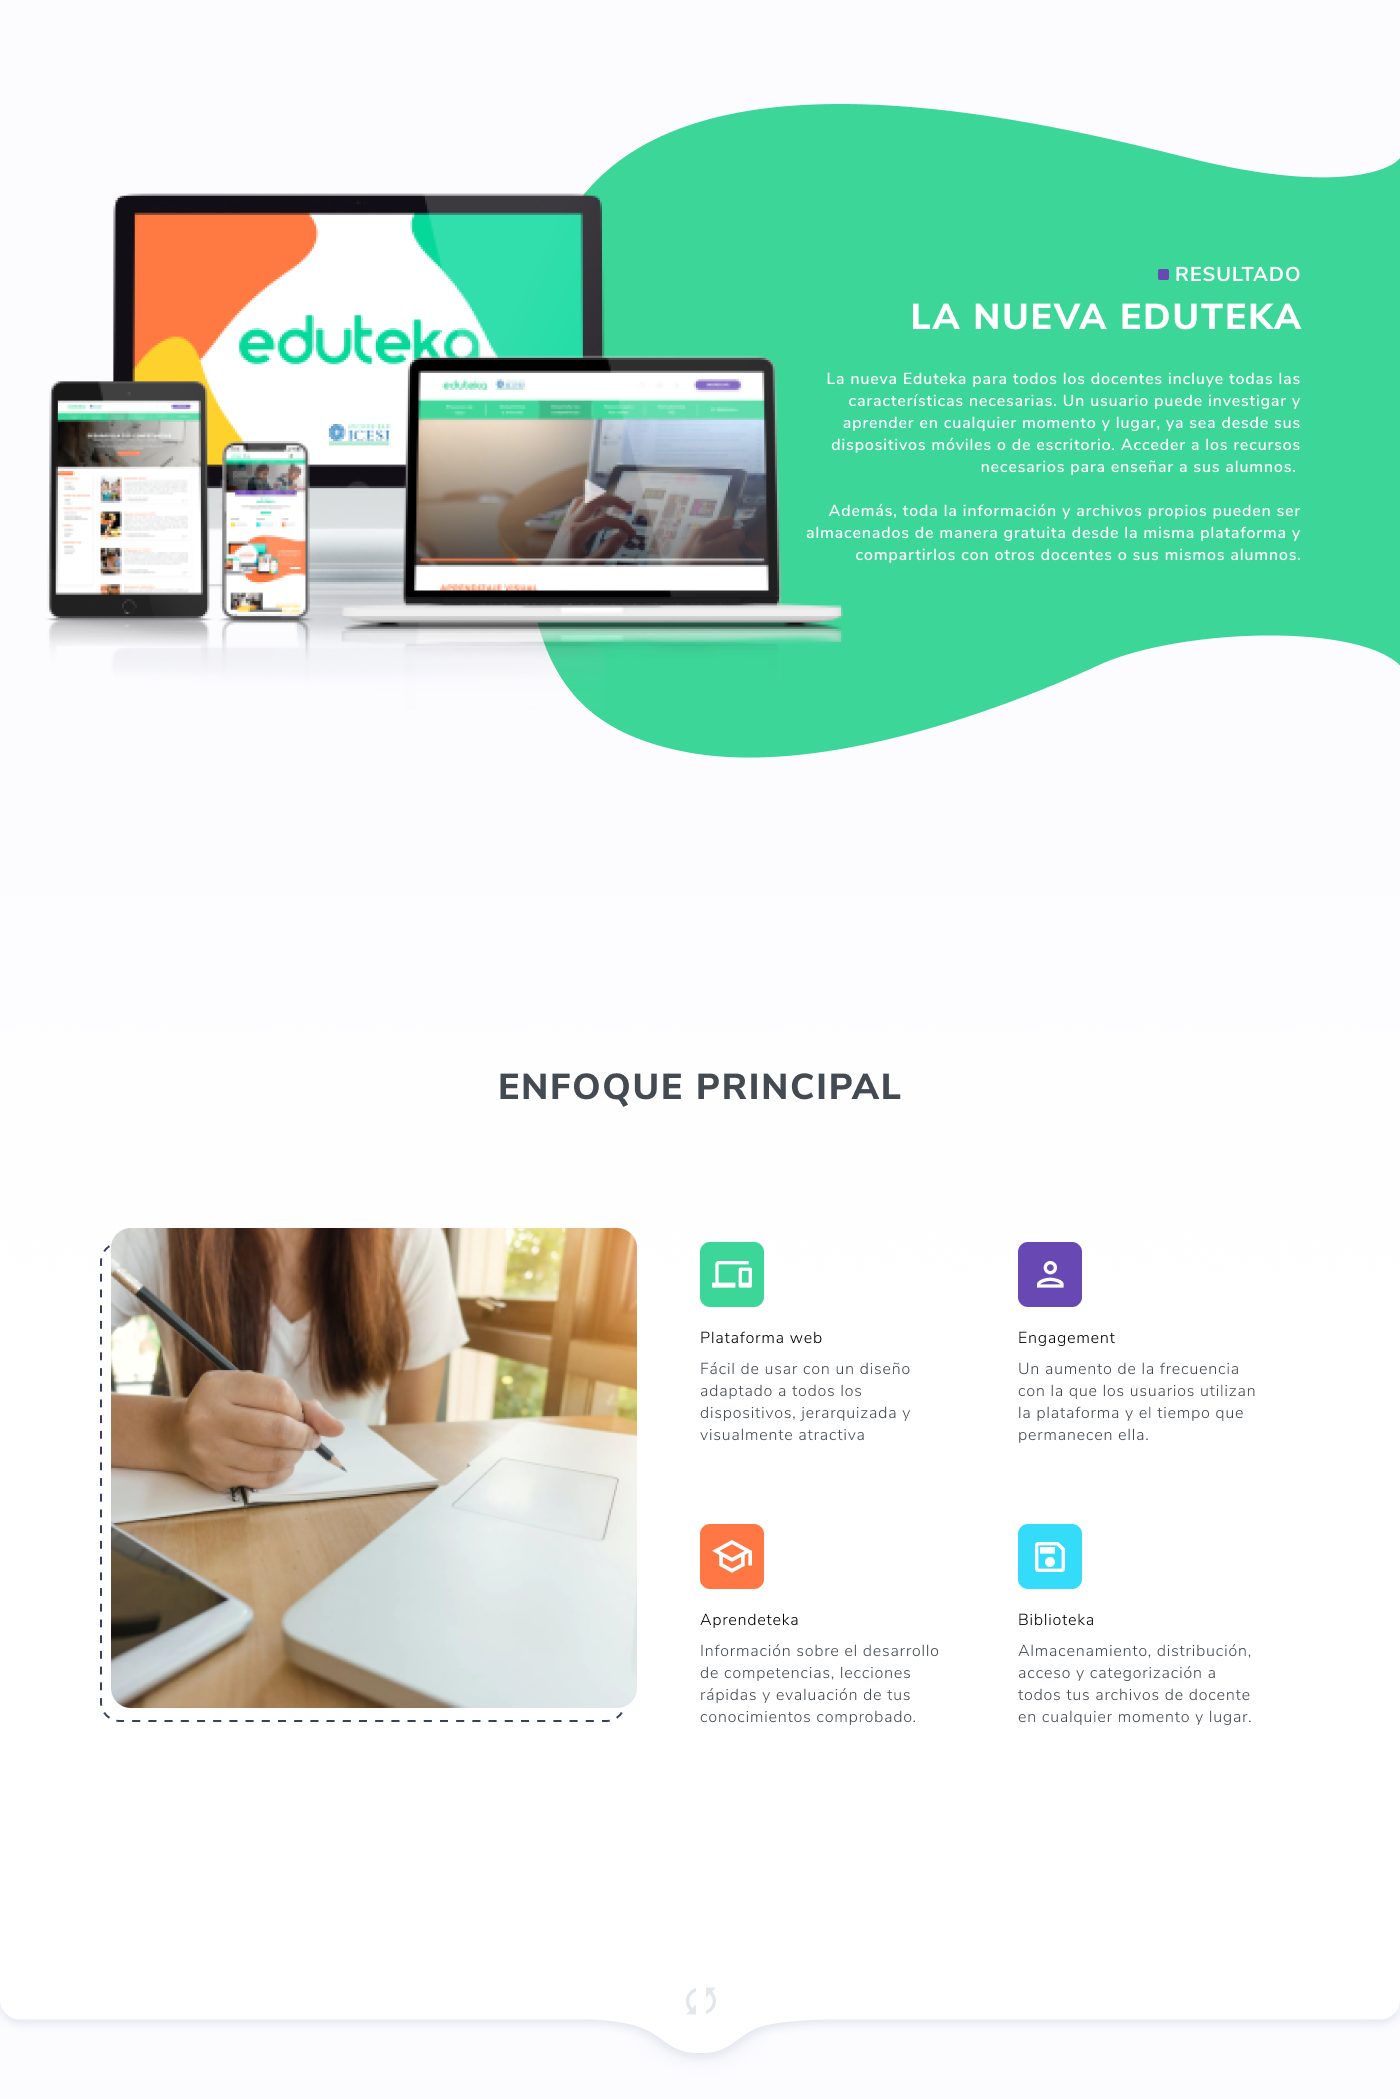 RESULTADO
LA NUEVA EDUTEKA
La nueva Eduteka para todos los docentes incluye todas las
características necesarias. Un usuario puede investigar y
aprender en cualquier momento y lugar, ya sea desde sus
dispositivos móviles o de escritorio. Acceder a los recursos
necesarios para enseñar a sus alumnos.
Además, toda la información y archivos propios pueden ser
almacenados de manera gratuita desde la misma plataforma y
compartirlos con otros docentes o sus mismos alumnos.
eduteka
ICESI
eduteka
APRENDIZAJE VISUAL
ENFOQUE PRINCIPAL
Plataforma web
Fácil de usar con un diseño
adaptado a todos los
dispositivos, jerarquizada y
visualmente atractiva
Engagement
Un aumento de la frecuencia
con la que los usuarios utilizan
la plataforma y el tiempo que
permanecen ella.
Aprendeteka
Información sobre el desarrollo
de competencias, lecciones
rápidas y evaluación de tus
conocimientos comprobado.
Biblioteka
Almacenamiento, distribución,
acceso y categorización a
todos tus archivos de docente
en cualquier momento y lugar.